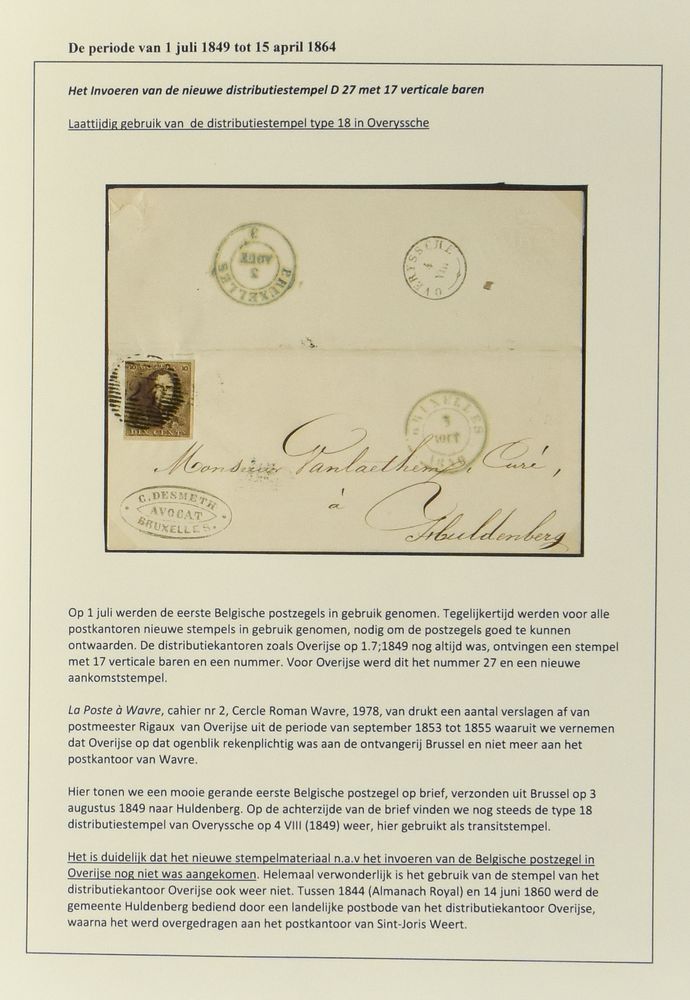 De periode van 1 juli 1849 tot 15 april 1864
Het Invoeren van de nieuwe distributiestempel D 27 met 17 verticale baren
Laattijdig gebruik van  de distributiestempel type 18 in Overyssche
BRUXELLES
3
AOUT
9
OVERYSSCHE
4
VIII
10 10
DIX CENTS
BRUXELLES
3
AOUT
Monsieur Vanlaethem, Curé,
à
Huldenberg
C. DESMETH
AVOCAT
BRUXELLES.
Op 1 juli werden de eerste Belgische postzegels in gebruik genomen. Tegelijkertijd werden voor alle
postkantoren nieuwe stempels in gebruik genomen, nodig om de postzegels goed te kunnen
ontwaarden. De distributiekantoren zoals Overijse op 1.7;1849 nog altijd was, ontvingen een stempel
met 17 verticale baren en een nummer. Voor Overijse werd dit het nummer 27 en een nieuwe
aankomststempel.
La Poste à Wavre, cahier nr 2, Cercle Roman Wavre, 1978, van drukt een aantal verslagen af van
postmeester Rigaux  van Overijse uit de periode van september 1853 tot 1855 waaruit we vernemen
dat Overijse op dat ogenblik rekenplichtig was aan de ontvangerij Brussel en niet meer aan het
postkantoor van Wavre.
Hier tonen we een mooie gerande eerste Belgische postzegel op brief, verzonden uit Brussel op 3
augustus 1849 naar Huldenberg. Op de achterzijde van de brief vinden we nog steeds de type 18
distributiestempel van Overyssche op 4 VIII (1849) weer, hier gebruikt als transitstempel.
Het is duidelijk dat het nieuwe stempelmateriaal n.a.v het invoeren van de Belgische postzegel in
Overijse nog niet was aangekomen. Helemaal verwonderlijk is het gebruik van de stempel van het
distributiekantoor Overijse ook weer niet. Tussen 1844 (Almanach Royal) en 14 juni 1860 werd de
gemeente Huldenberg bediend door een landelijke postbode van het distributiekantoor Overijse,
waarna het werd overgedragen aan het postkantoor van Sint-Joris Weert.